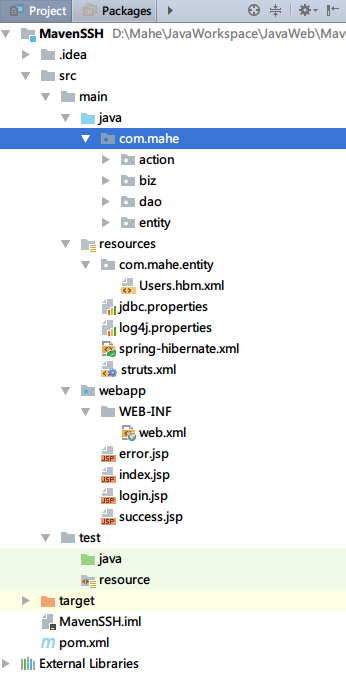 Project Packages
MavenSSH D:\Mahe\JavaWorkspace\JavaWeb\Mav
.idea
src
main
java
com.mahe
action
biz
dao
entity
resources
com.mahe.entity
Users.hbm.xml
jdbc.properties
log4j.properties
spring-hibernate.xml
struts.xml
webapp
WEB-INF
web.xml
error.jsp
index.jsp
login.jsp
success.jsp
test
java
resource
target
MavenSSH.iml
pom.xml
External Libraries